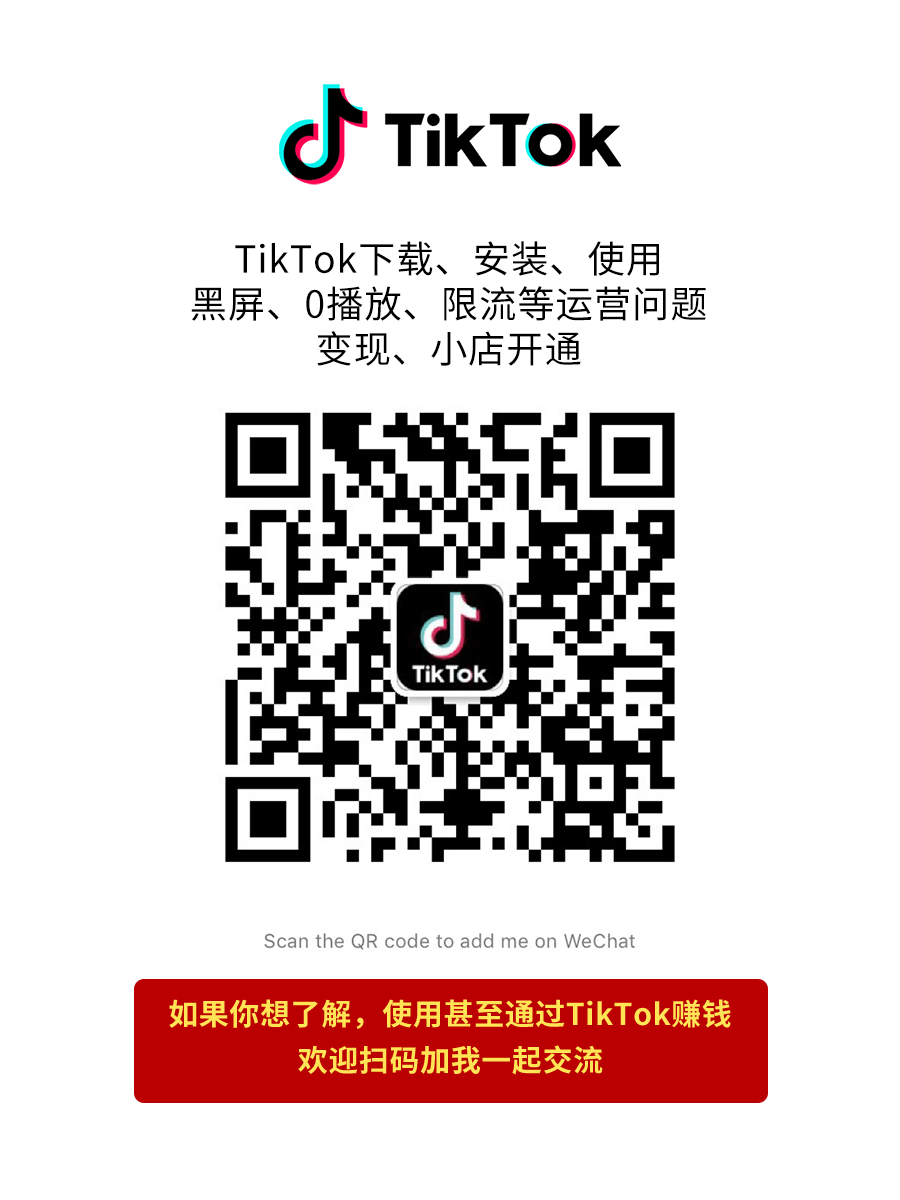 TikTok
TikTok下载、安装、使用
黑屏、0播放、限流等运营问题
变现、小店开通
TikTok
Scan the QR code to add me on WeChat
如果你想了解，使用甚至通过TikTok赚钱
欢迎扫码加我一起交流